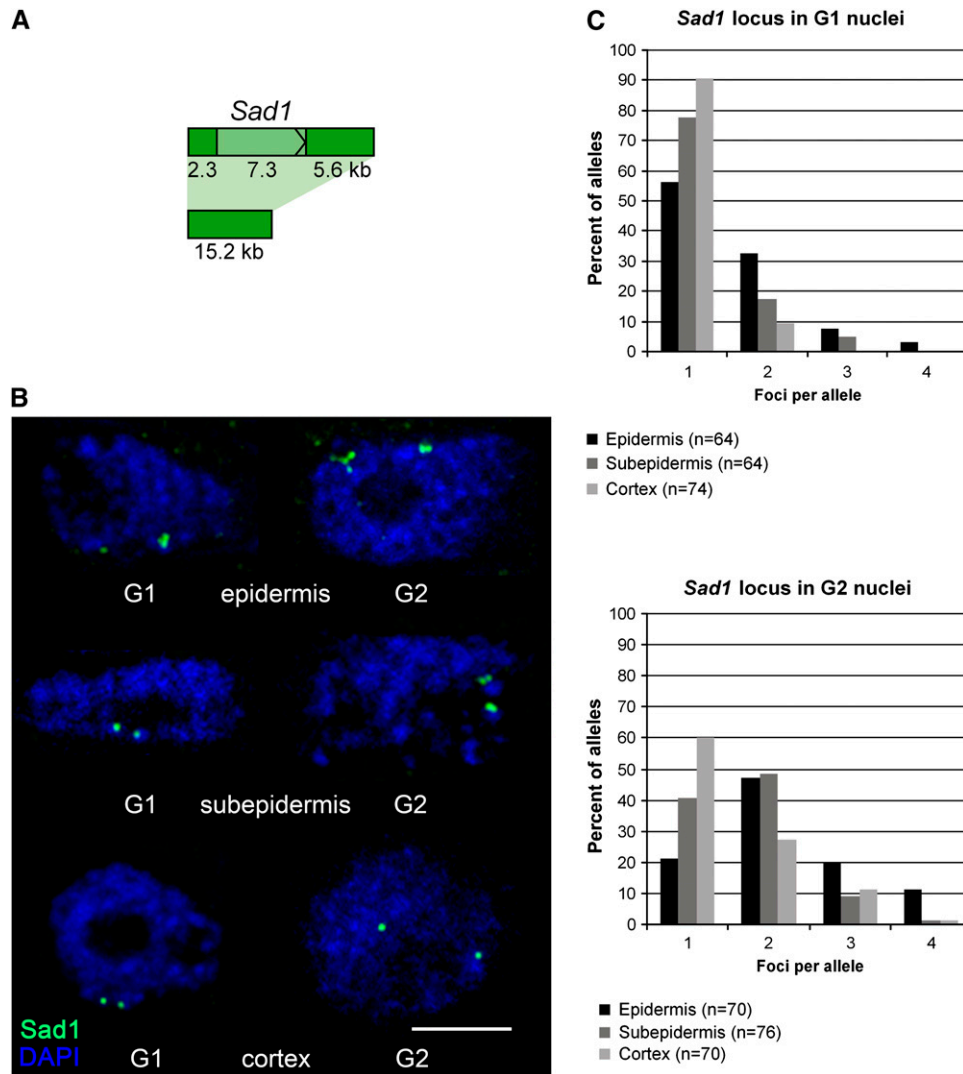 A
Sad1
2.3 7.3 5.6 kb
15.2 kb
B
G1 epidermis G2
G1 subepidermis G2
Sad1
DAPI
G1 cortex G2
C
Sad1 locus in G1 nuclei
Percent of alleles
100
90
80
70
60
50
40
30
20
10
0
1 2 3 4
Foci per allele
Epidermis (n=64)
Subepidermis (n=64)
Cortex (n=74)
Sad1 locus in G2 nuclei
Percent of alleles
100
90
80
70
60
50
40
30
20
10
0
1 2 3 4
Foci per allele
Epidermis (n=70)
Subepidermis (n=76)
Cortex (n=70)